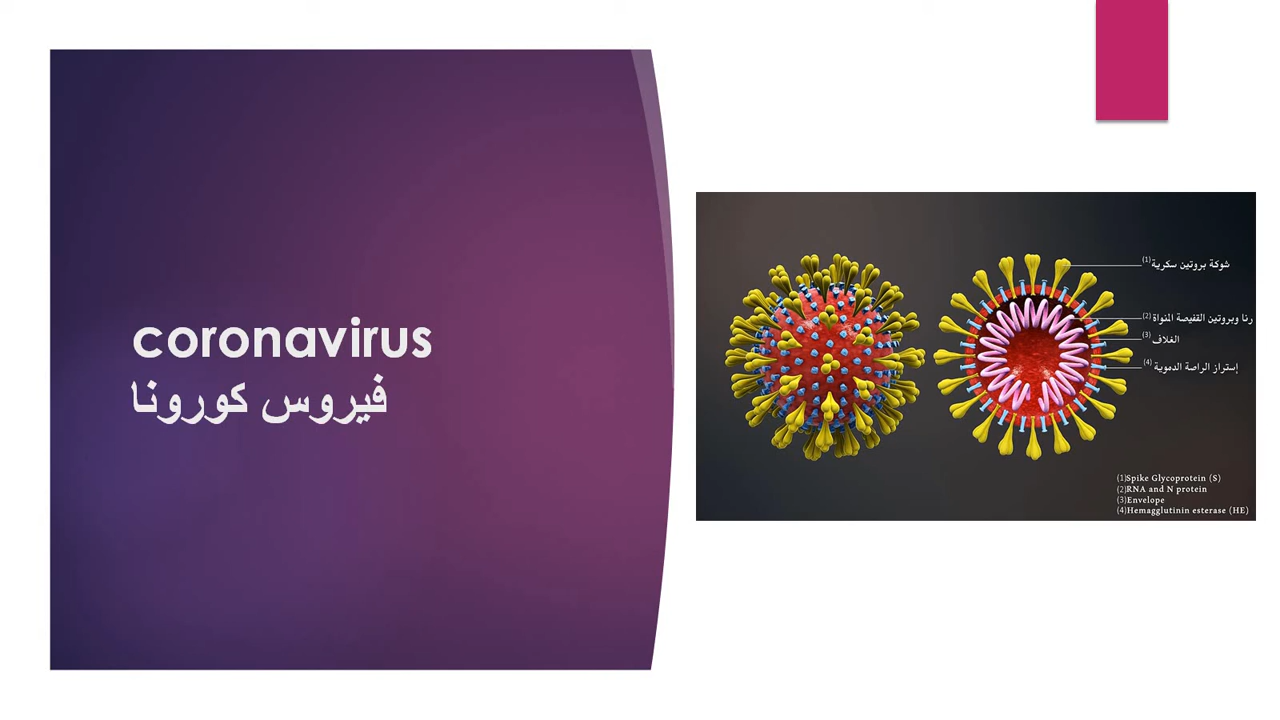 coronavirus
فيروس كورونا
شوكة بروتين سكرية(1)
رنا وبروتين القفيصة المنواة(2)
الغلاف(3)
إستراز الراصة الدموية(4)
(1)Spike Glycoprotein (S)
(2)RNA and N protein
(3)Envelope
(4)Hemagglutinin esterase (HE)